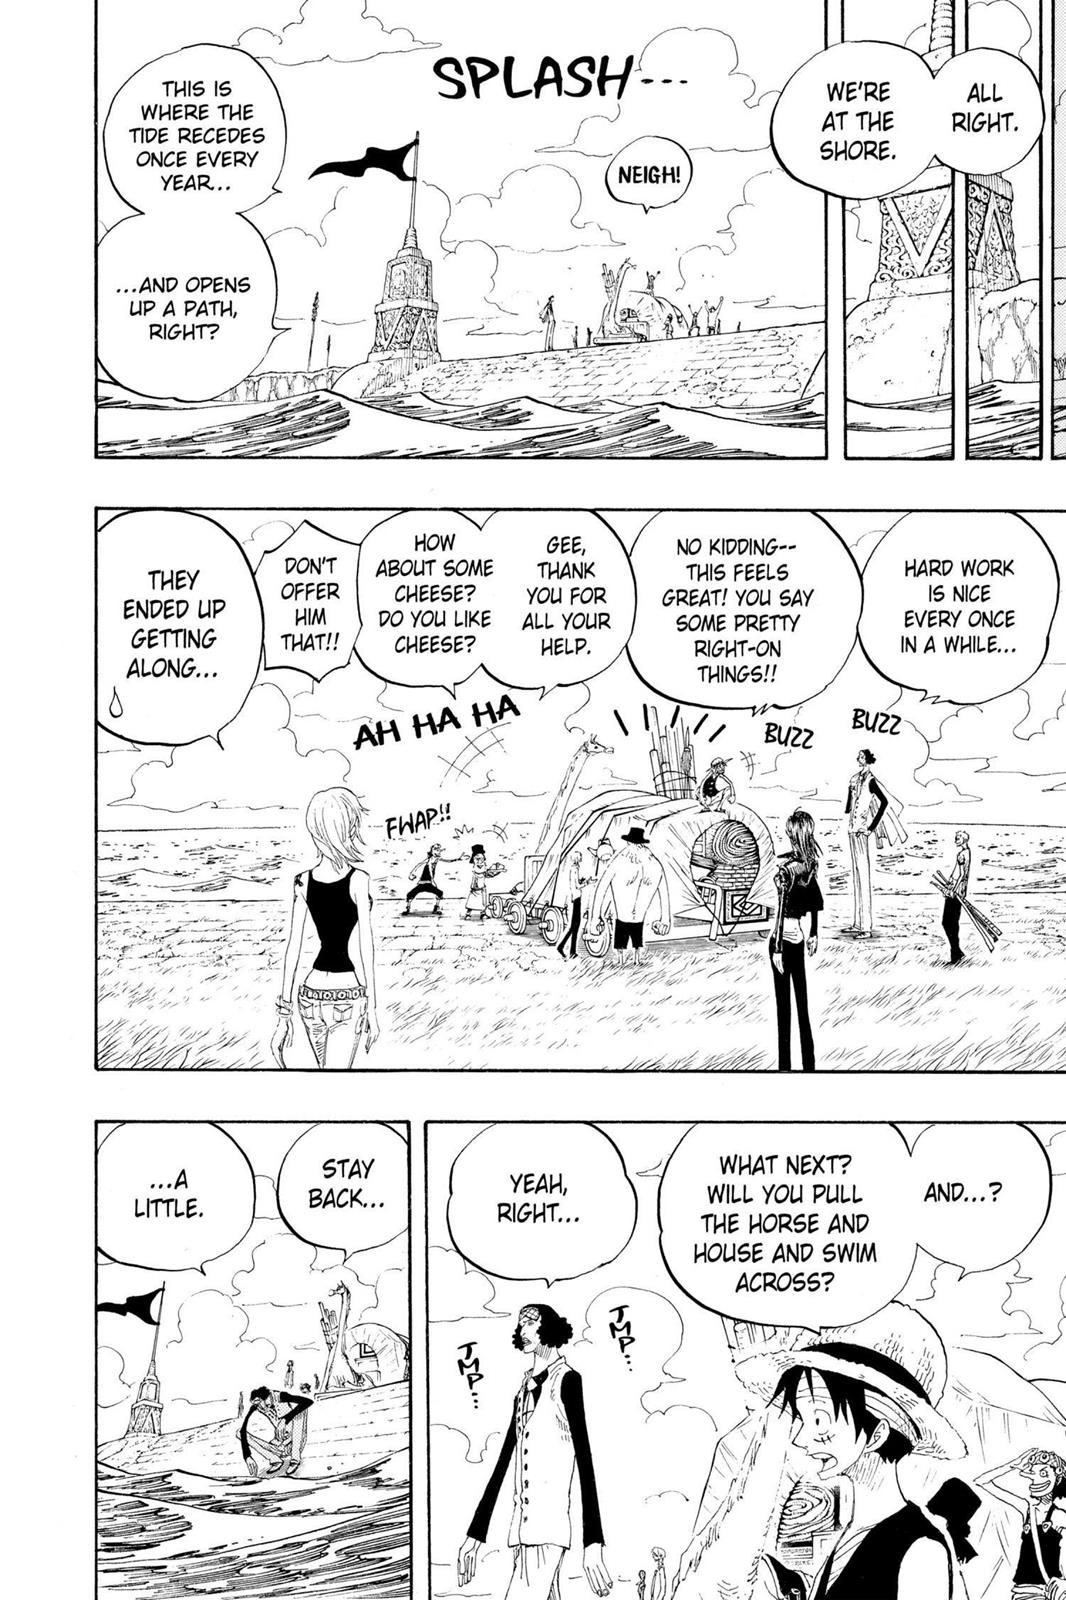 ALL
RIGHT.
WE'RE
AT THE
SHORE.
NEIGH!
SPLASH---
THIS IS
WHERE THE
TIDE RECEDES
ONCE EVERY
YEAR...
...AND OPENS
UP A PATH,
RIGHT?
HARD WORK
IS NICE
EVERY ONCE
IN A WHILE...
NO KIDDING--
THIS FEELS
GREAT! YOU SAY
SOME PRETTY
RIGHT-ON
THINGS!!
GEE,
THANK
YOU FOR
ALL YOUR
HELP.
HOW
ABOUT SOME
CHEESE?
DO YOU LIKE
CHEESE?
DON'T
OFFER
HIM
THAT!!
THEY
ENDED UP
GETTING
ALONG...
BUZZ
BUZZ
AH HA HA
FWAP!!
AND...?
WHAT NEXT?
WILL YOU PULL
THE HORSE AND
HOUSE AND SWIM
ACROSS?
YEAH,
RIGHT...
JMP...
JMP...
STAY
BACK...
...A
LITTLE.